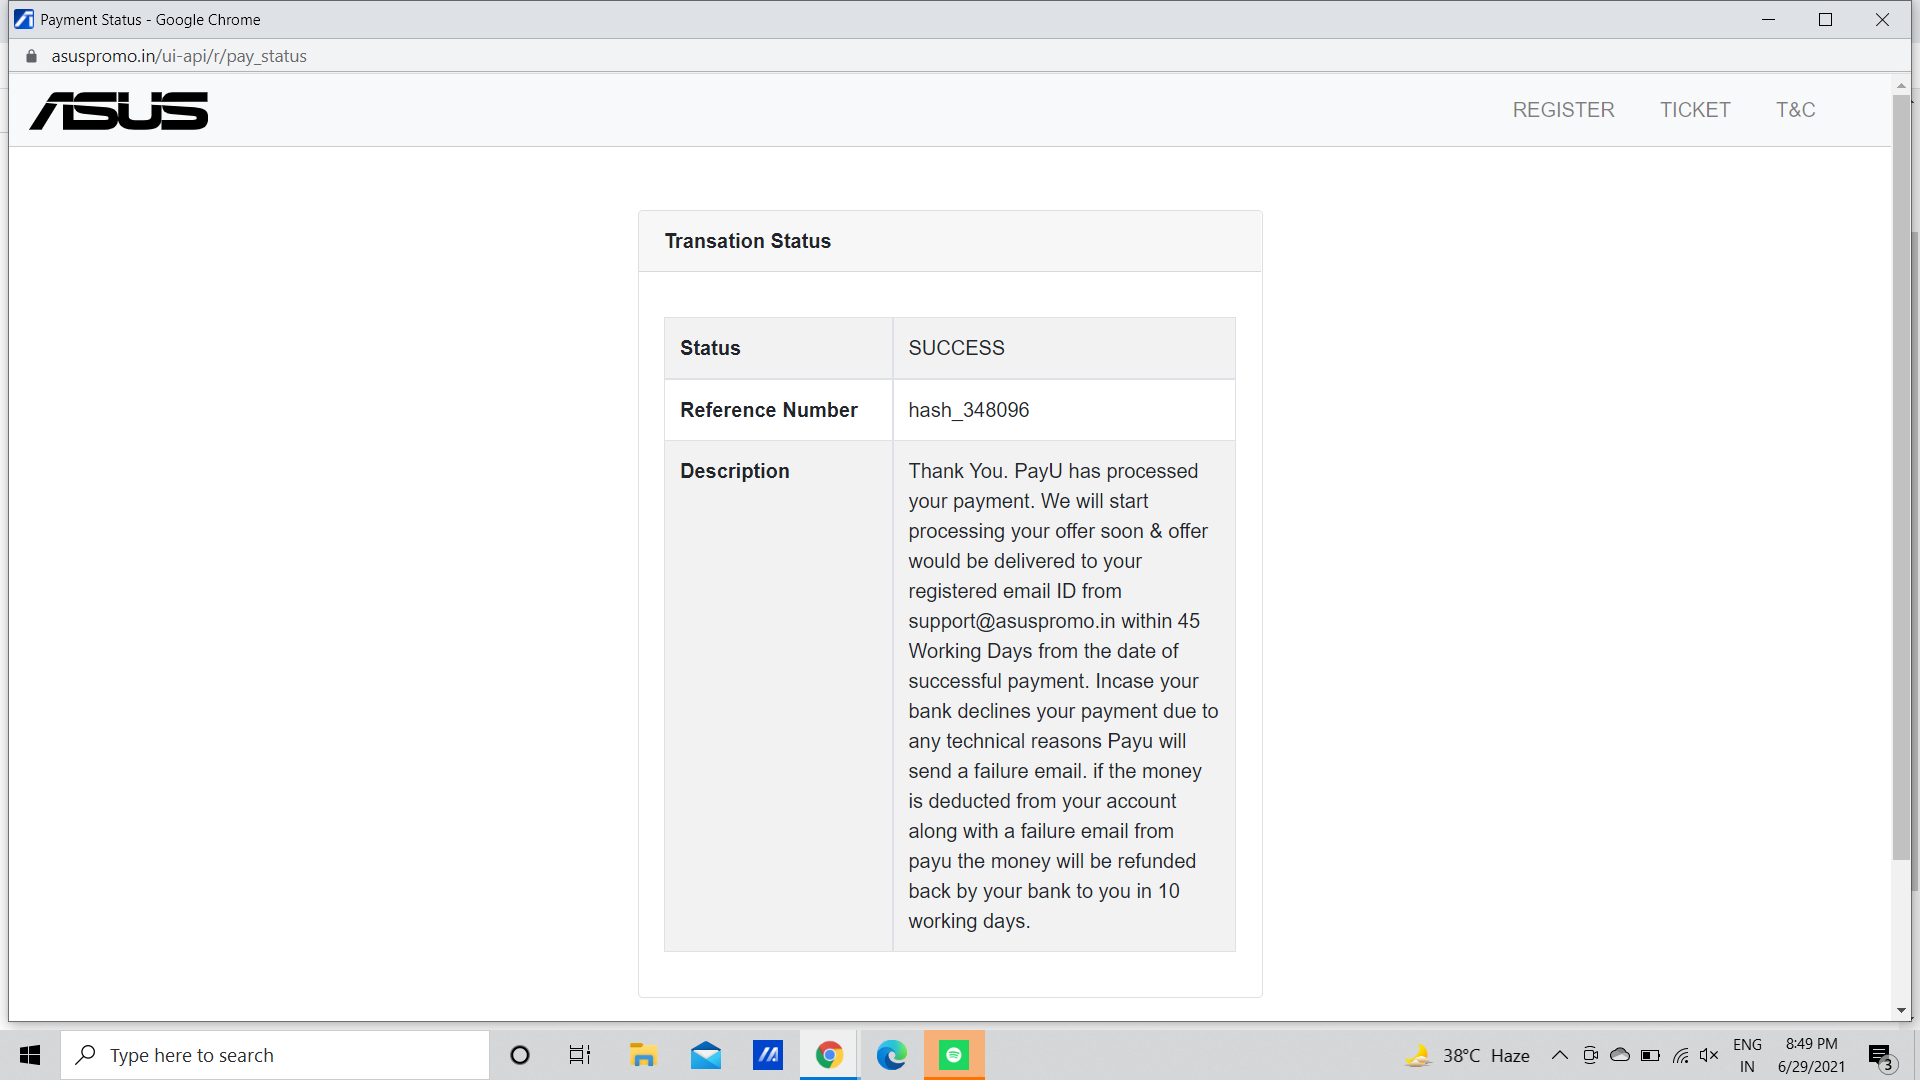 Payment Status - Google Chrome
asuspromo.in/ui-api/r/pay_status
ASUS
REGISTER TICKET T&C
Transation Status
Status SUCCESS
Reference Number hash_348096
Description Thank You. PayU has processed
your payment. We will start
processing your offer soon & offer
would be delivered to your
registered email ID from
support@asuspromo.in within 45
Working Days from the date of
successful payment. Incase your
bank declines your payment due to
any technical reasons Payu will
send a failure email. if the money
is deducted from your account
along with a failure email from
payu the money will be refunded
back by your bank to you in 10
working days.
Type here to search
38°C Haze
ENG
IN
8:49 PM
6/29/2021
3